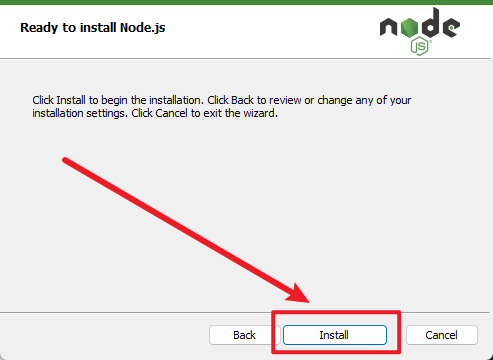 Ready to install Node.js
node
JS
Click Install to begin the installation. Click Back to review or change any of your
installation settings. Click Cancel to exit the wizard.
Back
Install
Cancel